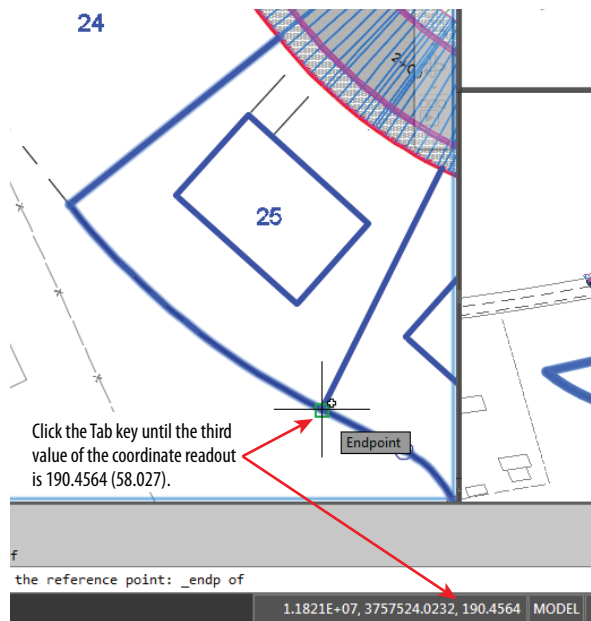 24
25
Click the Tab key until the third
value of the coordinate readout
is 190.4564 (58.027).
Endpoint
f
the reference point: _endp of
1.1821E+07, 3757524.0232, 190.4564
MODEL